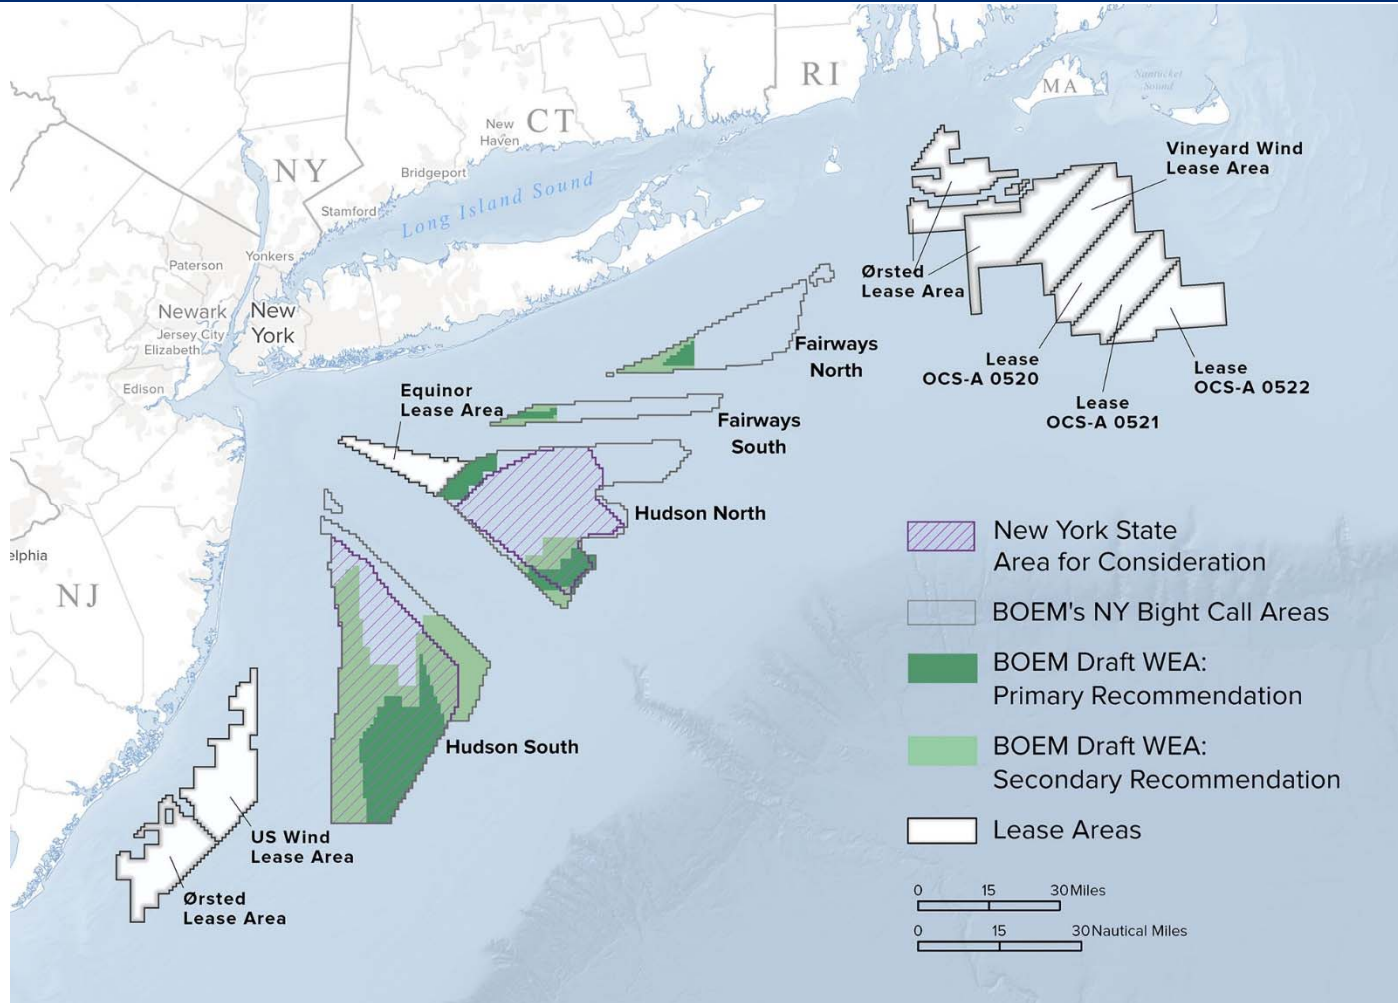 RI
MA
Nantucket
Sound
New
Haven
CT
NY
Bridgeport
Long Island Sound
Stamford
Yonkers
Paterson
Newark
New
York
Jersey City
Elizabeth
Edison
elphia
NJ
Vineyard Wind
Lease Area
Ørsted
Lease Area
Lease
OCS-A 0520
Lease
OCS-A 0521
Lease
OCS-A 0522
Fairways
North
Fairways
South
Equinor
Lease Area
Hudson North
Hudson South
US Wind
Lease Area
Ørsted
Lease Area
New York State
Area for Consideration
BOEM's NY Bight Call Areas
BOEM Draft WEA:
Primary Recommendation
BOEM Draft WEA:
Secondary Recommendation
Lease Areas
0 15 30 Miles
0 15 30 Nautical Miles